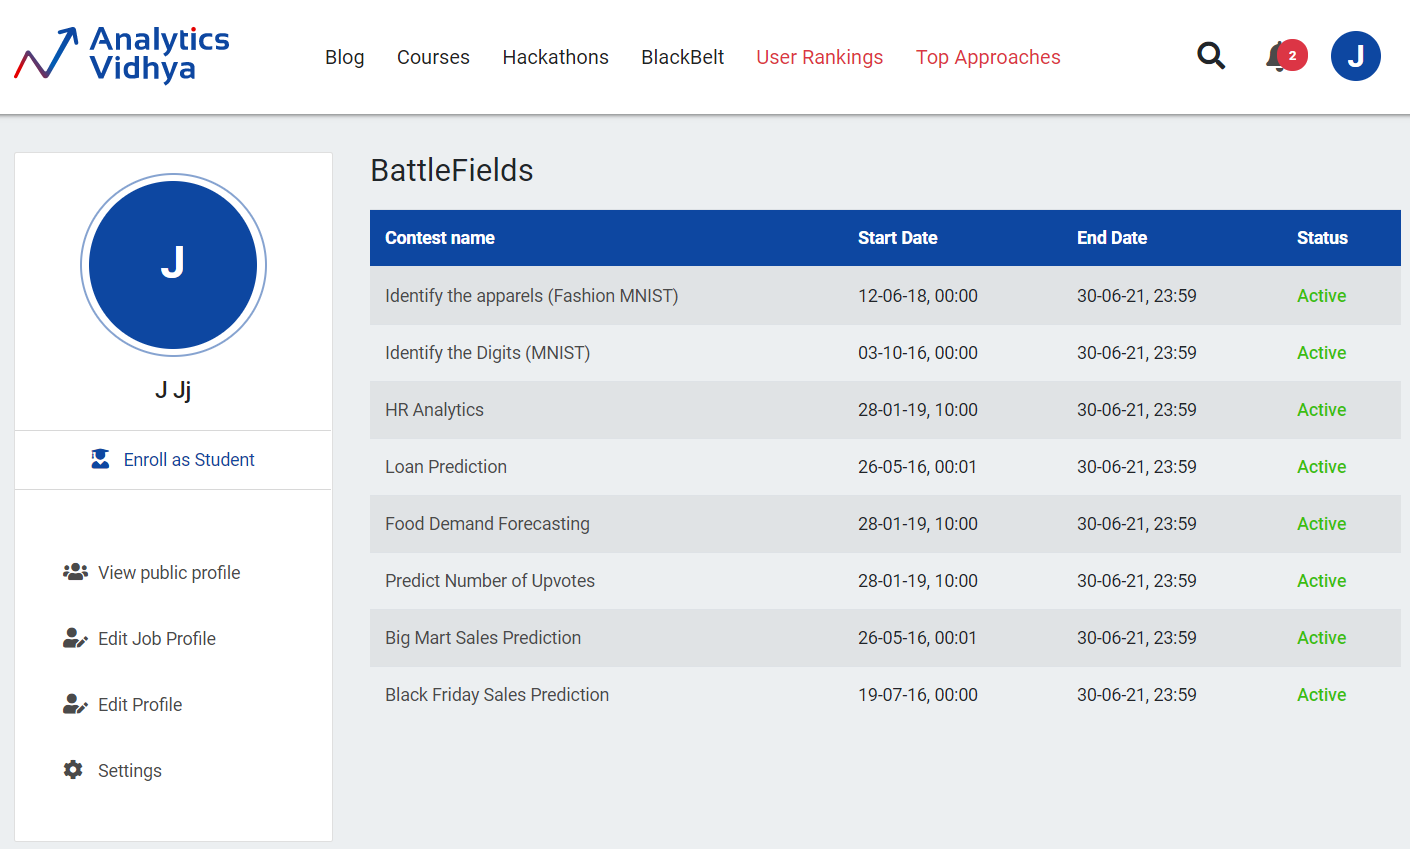 Analytics
Vidhya
Blog Courses Hackathons BlackBelt User Rankings Top Approaches 2 J
J
J Jj
Enroll as Student
View public profile
Edit Job Profile
Edit Profile
Settings
BattleFields
Contest name Start Date End Date Status
Identify the apparels (Fashion MNIST) 12-06-18, 00:00 30-06-21, 23:59 Active
Identify the Digits (MNIST) 03-10-16, 00:00 30-06-21, 23:59 Active
HR Analytics 28-01-19, 10:00 30-06-21, 23:59 Active
Loan Prediction 26-05-16, 00:01 30-06-21, 23:59 Active
Food Demand Forecasting 28-01-19, 10:00 30-06-21, 23:59 Active
Predict Number of Upvotes 28-01-19, 10:00 30-06-21, 23:59 Active
Big Mart Sales Prediction 26-05-16, 00:01 30-06-21, 23:59 Active
Black Friday Sales Prediction 19-07-16, 00:00 30-06-21, 23:59 Active